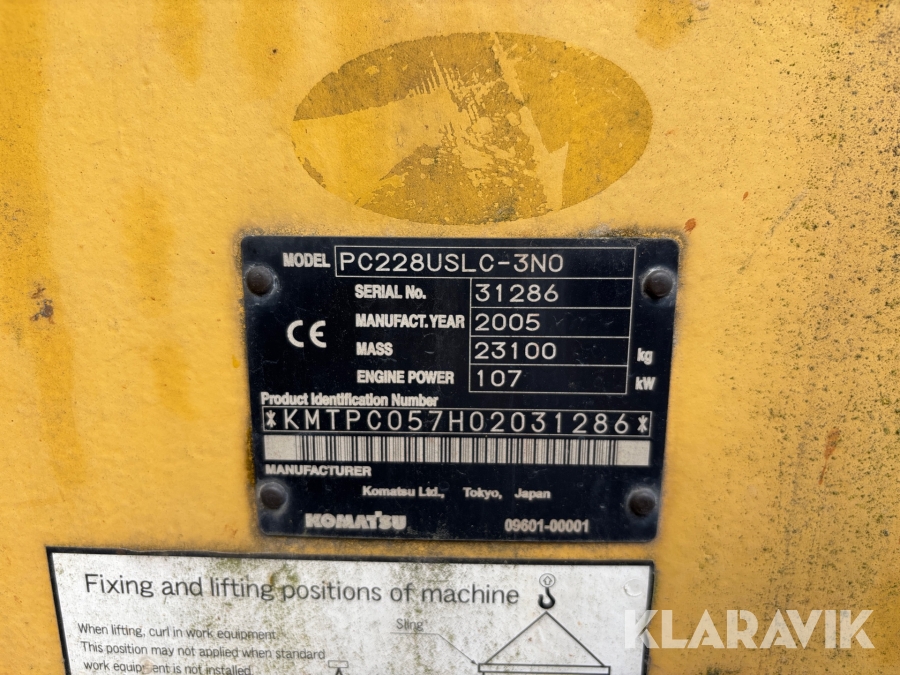 MODEL PC228USLC-3N0
SERIAL No. 31286
MANUFACT.YEAR 2005
CE
MASS 23100 kg
ENGINE POWER 107 kW
Product Identification Number
*KMTPC057H02031286*
MANUFACTURER
Komatsu Ltd., Tokyo, Japan
KOMATSU 09601-00001
Fixing and lifting positions of machine
When lifting, curl in work equipment.
Sling
This position may not applied when standard
work equipment is not installed.
KLARAVIK